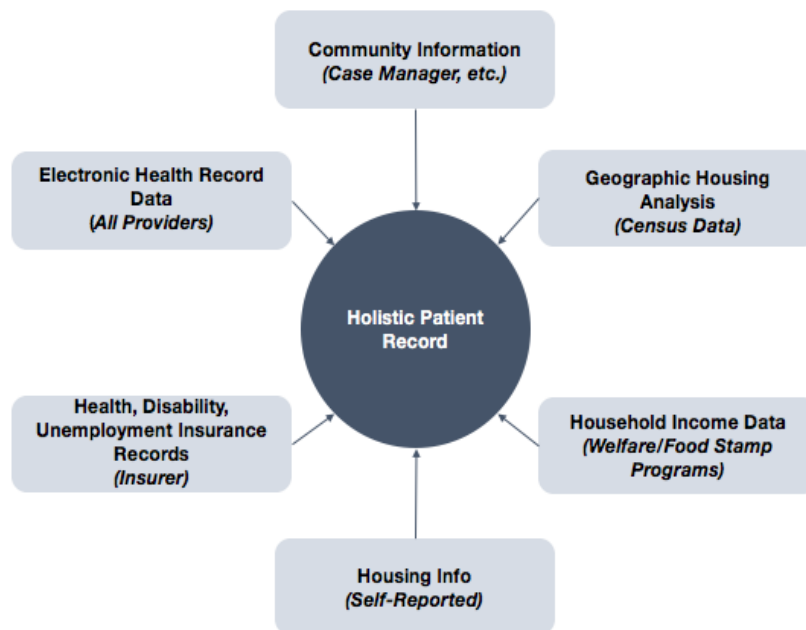 Community Information
(Case Manager, etc.)
Electronic Health Record
Data
(All Providers)
Geographic Housing
Analysis
(Census Data)
Holistic Patient
Record
Health, Disability,
Unemployment Insurance
Records
(Insurer)
Household Income Data
(Welfare/Food Stamp
Programs)
Housing Info
(Self-Reported)